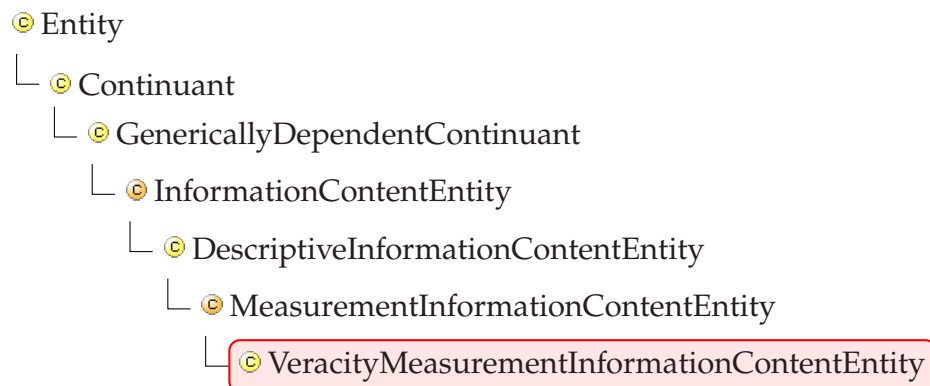 Entity
Continuant
GenericallyDependentContinuant
InformationContentEntity
DescriptiveInformationContentEntity
MeasurementInformationContentEntity
VeracityMeasurementInformationContentEntity